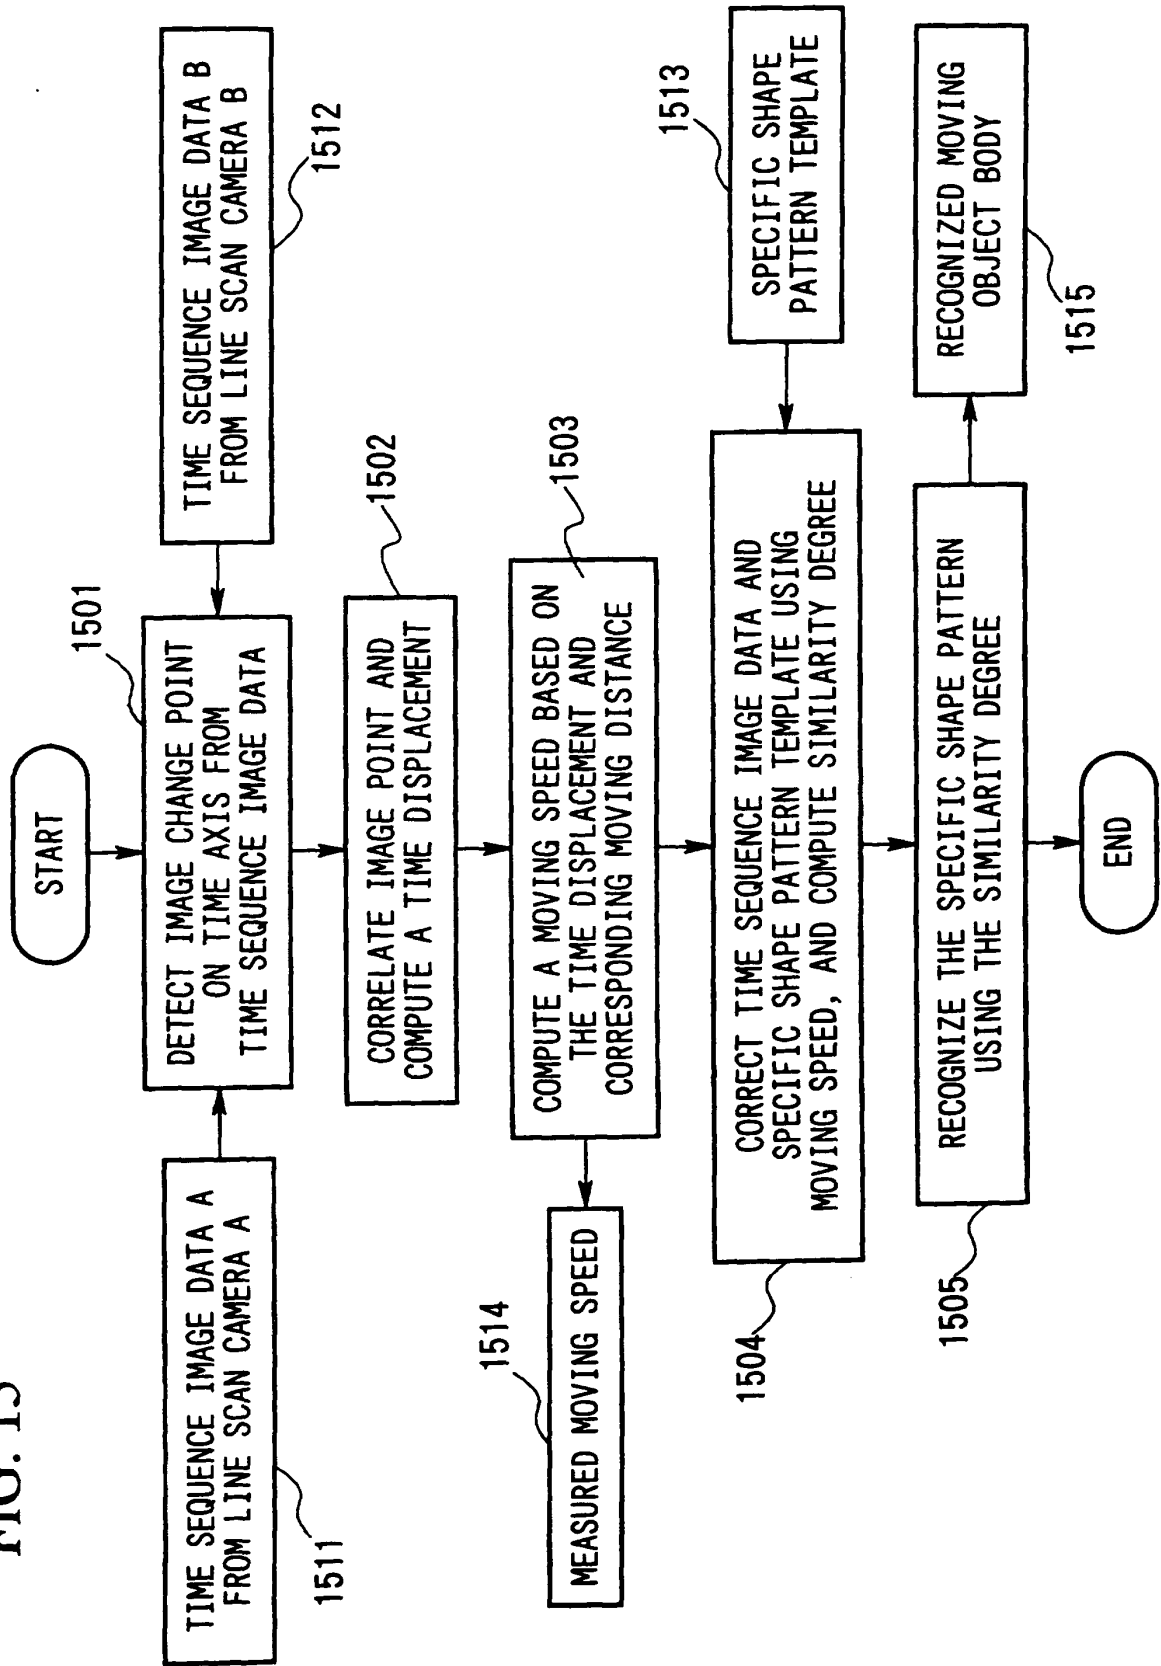 FIG. 15
START
1501
DETECT IMAGE CHANGE POINT
ON TIME AXIS FROM
TIME SEQUENCE IMAGE DATA
TIME SEQUENCE IMAGE DATA A
FROM LINE SCAN CAMERA A
1511
TIME SEQUENCE IMAGE DATA B
FROM LINE SCAN CAMERA B
1512
CORRELATE IMAGE POINT AND
COMPUTE A TIME DISPLACEMENT
1502
COMPUTE A MOVING SPEED BASED ON
THE TIME DISPLACEMENT AND
CORRESPONDING MOVING DISTANCE
1503
1514
MEASURED MOVING SPEED
1513
SPECIFIC SHAPE
PATTERN TEMPLATE
CORRECT TIME SEQUENCE IMAGE DATA AND
SPECIFIC SHAPE PATTERN TEMPLATE USING
MOVING SPEED, AND COMPUTE SIMILARITY DEGREE
1504
RECOGNIZE THE SPECIFIC SHAPE PATTERN
USING THE SIMILARITY DEGREE
1505
RECOGNIZED MOVING
OBJECT BODY
1515
END